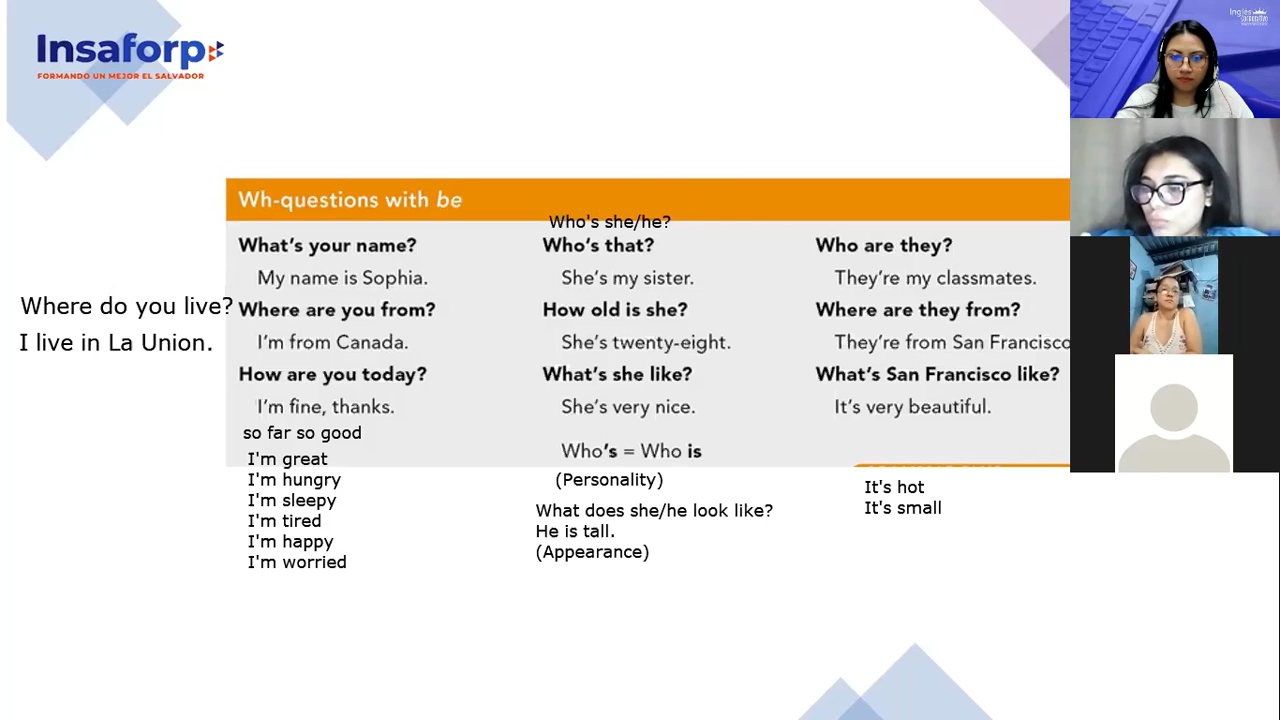 Insaforp
FORMANDO UN MEJOR EL SALVADOR
Inglés
Wh-questions with be
Who's she/he?
What's your name?
My name is Sophia.
Where are you from?
I'm from Canada.
How are you today?
I'm fine, thanks.
so far so good
I'm great
I'm hungry
I'm sleepy
I'm tired
I'm happy
I'm worried
Where do you live?
I live in La Union.
Who's that?
She's my sister.
How old is she?
She's twenty-eight.
What's she like?
She's very nice.
Who's = Who is
(Personality)
What does she/he look like?
He is tall.
(Appearance)
Who are they?
They're my classmates.
Where are they from?
They're from San Francisco
What's San Francisco like?
It's very beautiful.
It's hot
It's small